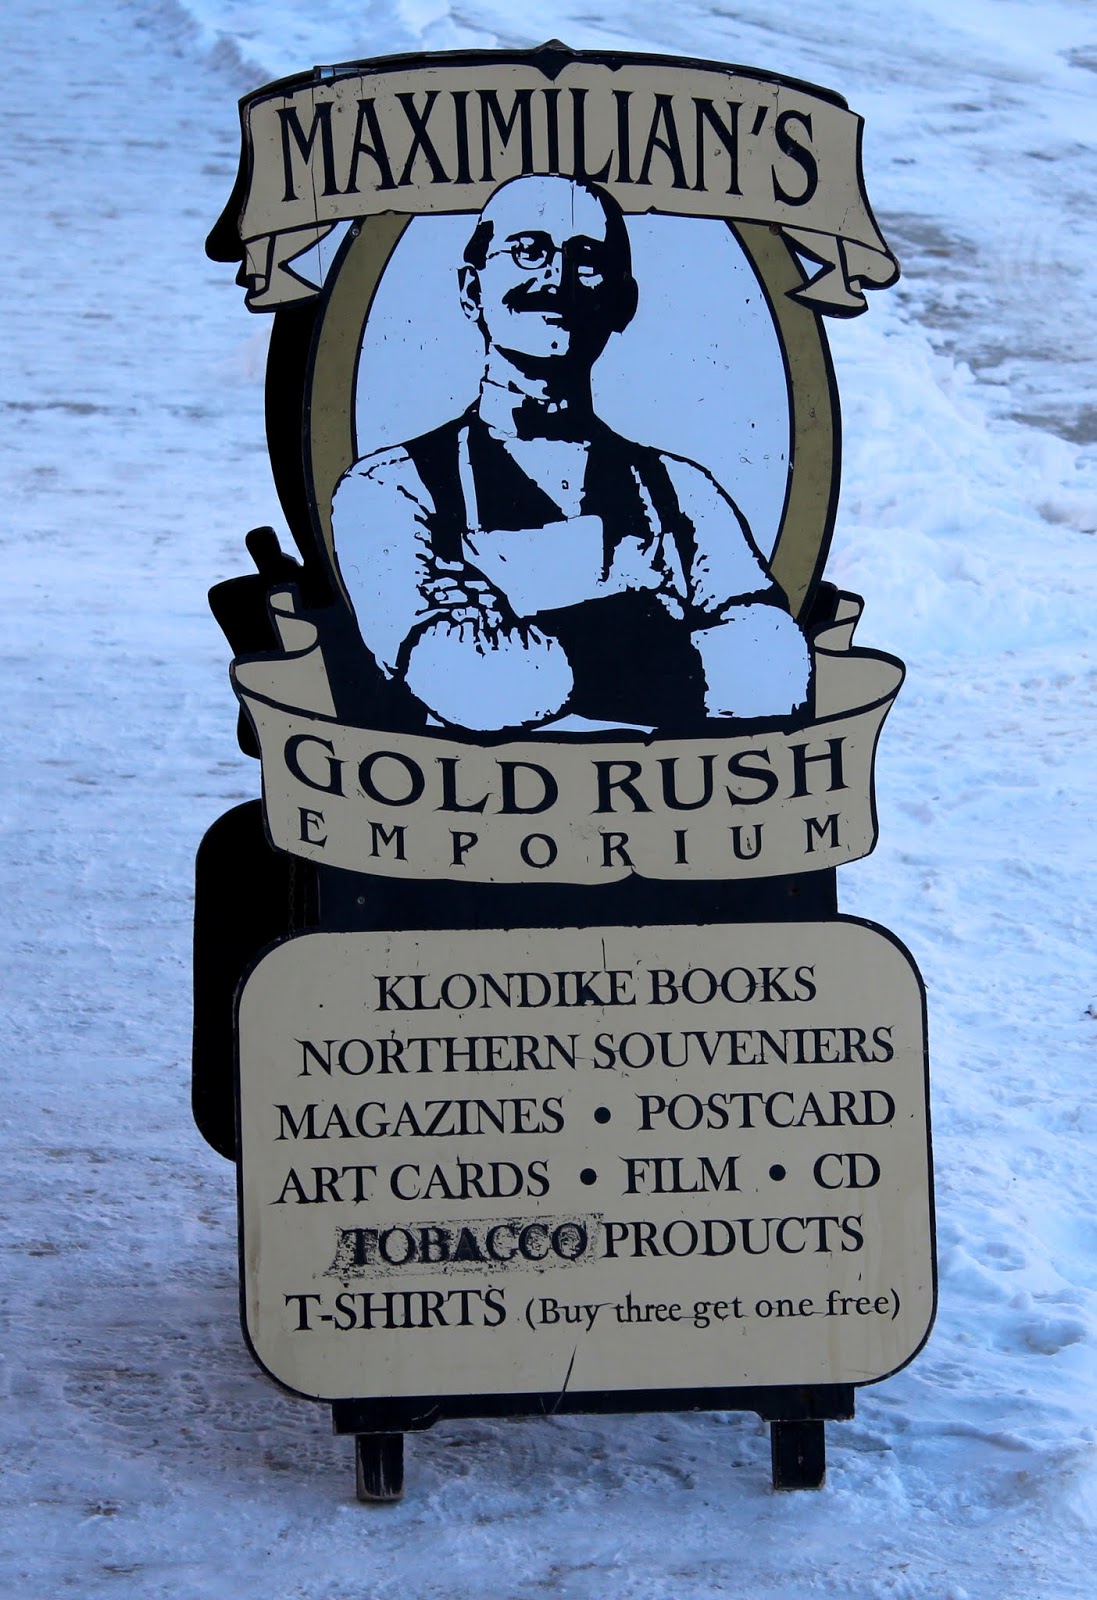 MAXIMILIAN'S
GOLD RUSH
EMPORIUM
KLONDIKE BOOKS
NORTHERN SOUVENIERS
MAGAZINES • POSTCARD
ART CARDS • FILM • CD
TOBACCO PRODUCTS
T-SHIRTS (Buy three get one free)